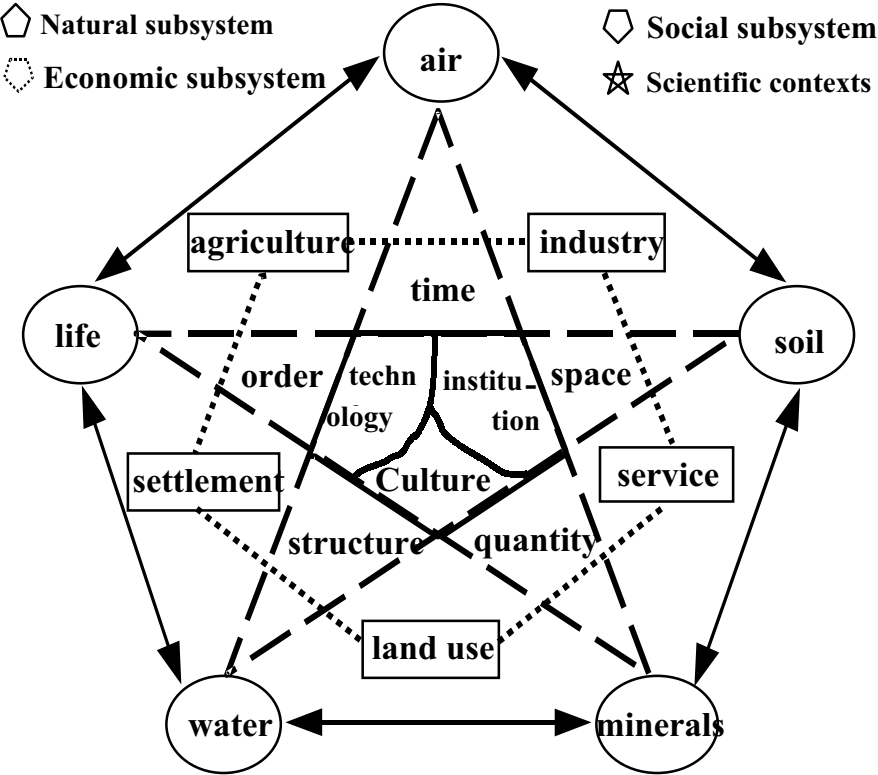 Natural subsystem
Social subsystem
Economic subsystem
Scientific contexts
air
agriculture
industry
time
life
soil
order
techn
ology
institu-
tion
space
settlement
Culture
service
structure
quantity
land use
water
minerals